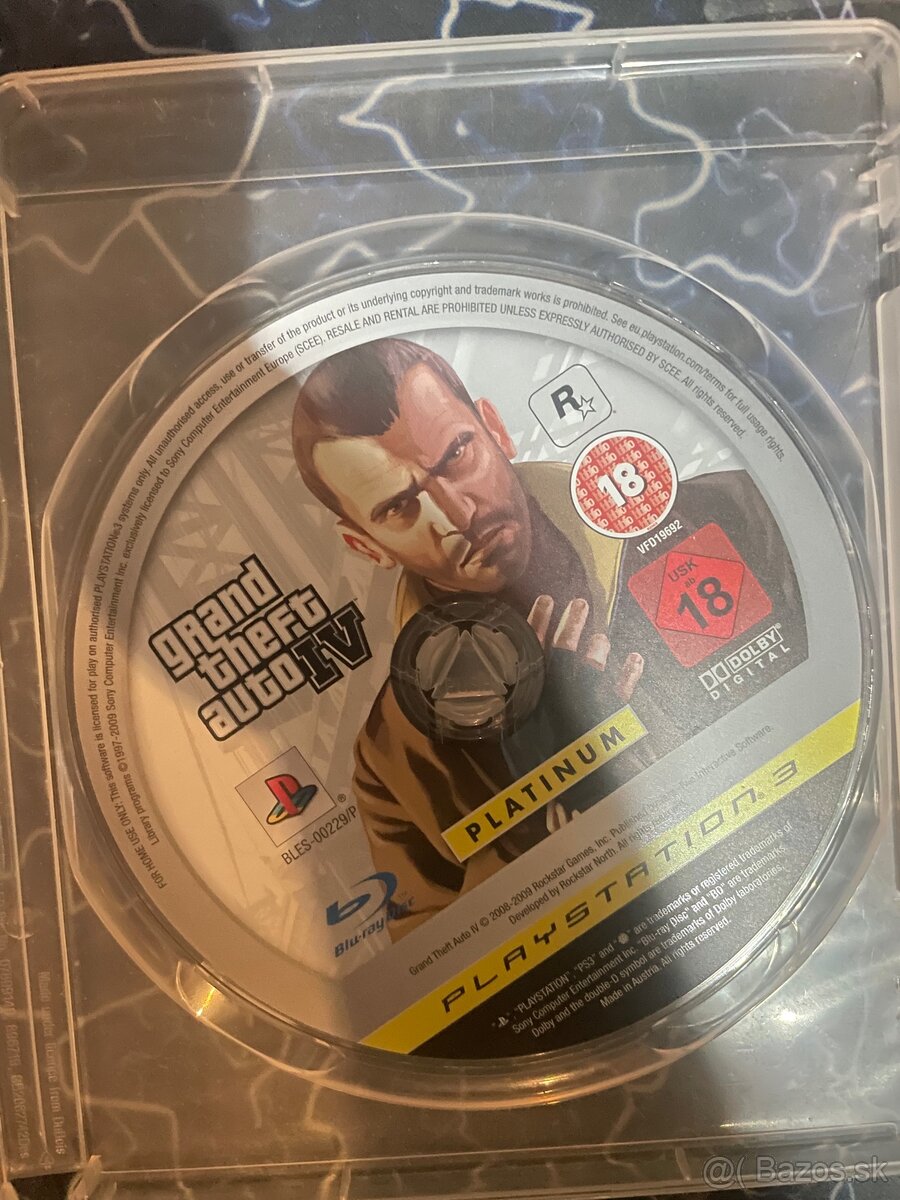 FOR HOME USE ONLY: This software is licensed for play on authorised PLAYSTATION®3 systems only. All unauthorised access, use or transfer of the product or its underlying copyright and trademark works is prohibited. See eu.playstation.com/terms for full usage rights.
Library programs ©1997-2009 Sony Computer Entertainment Inc. exclusively licensed to Sony Computer Entertainment Europe (SCEE). RESALE AND RENTAL ARE PROHIBITED UNLESS EXPRESSLY AUTHORISED BY SCEE. All rights reserved.
R
18
VFD19692
USK
ab
18
DOLBY®
DIGITAL
grand
theft
auto IV
BLES-00229/P
PLATINUM
Blu-ray Disc
Grand Theft Auto IV © 2008-2009 Rockstar Games, Inc. Published by Interactive Software.
Developed by Rockstar North. All rights
PLAYSTATION 3
"PLAYSTATION" "PS3" and are trademarks or registered trademarks of
Sony Computer Entertainment Inc. "Blu-ray Disc" and "BD" are trademarks.
Dolby and the double-D symbol are trademarks of Dolby Laboratories.
Made in Austria. All rights reserved.
@( Bazos.sk